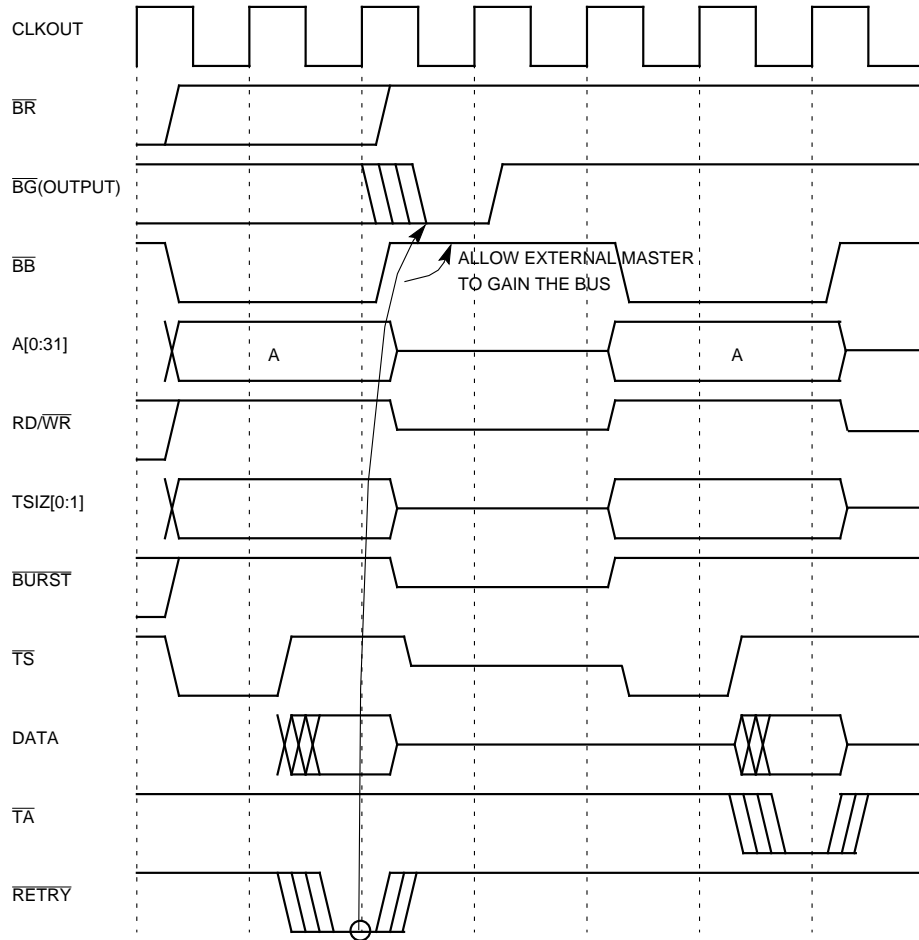 CLKOUT
BR
BG(OUTPUT)
BB
ALLOW EXTERNAL MASTER
TO GAIN THE BUS
A[0:31]
A
A
RD/WR
TSIZ[0:1]
BURST
TS
DATA
TA
RETRY